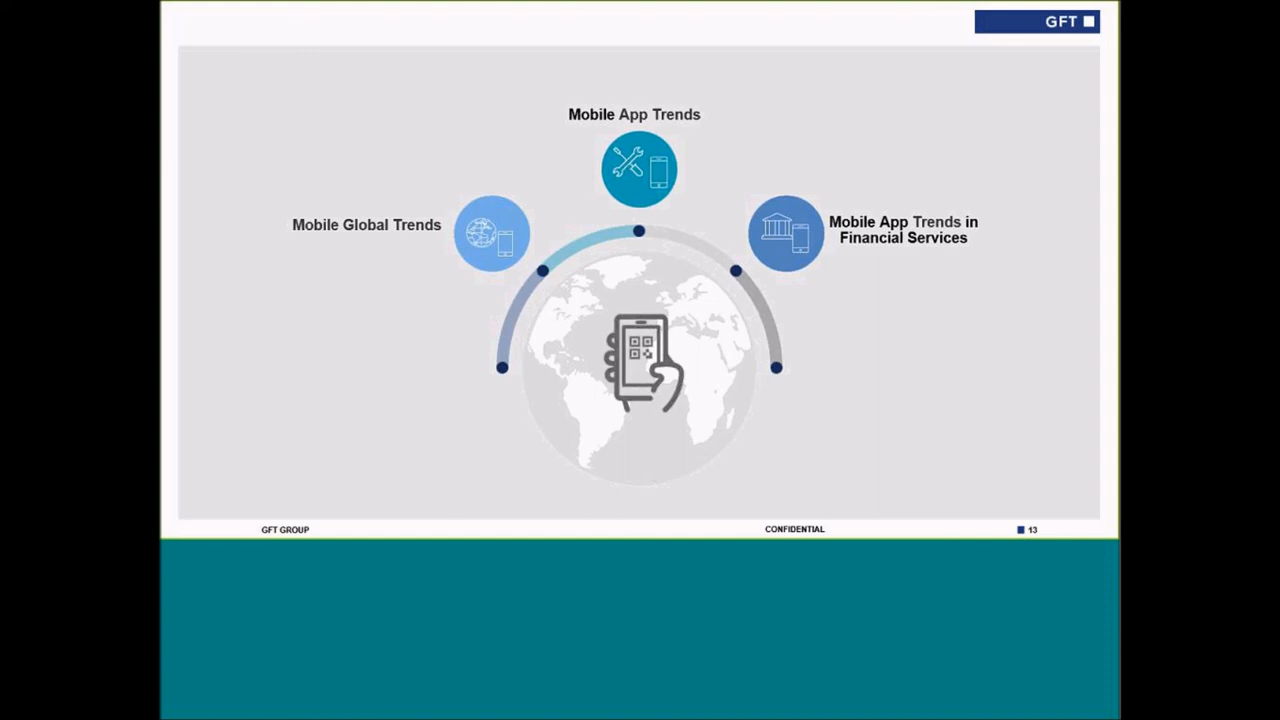 GFT
Mobile App Trends
Mobile Global Trends
Mobile App Trends in
Financial Services
GFT GROUP
CONFIDENTIAL
13